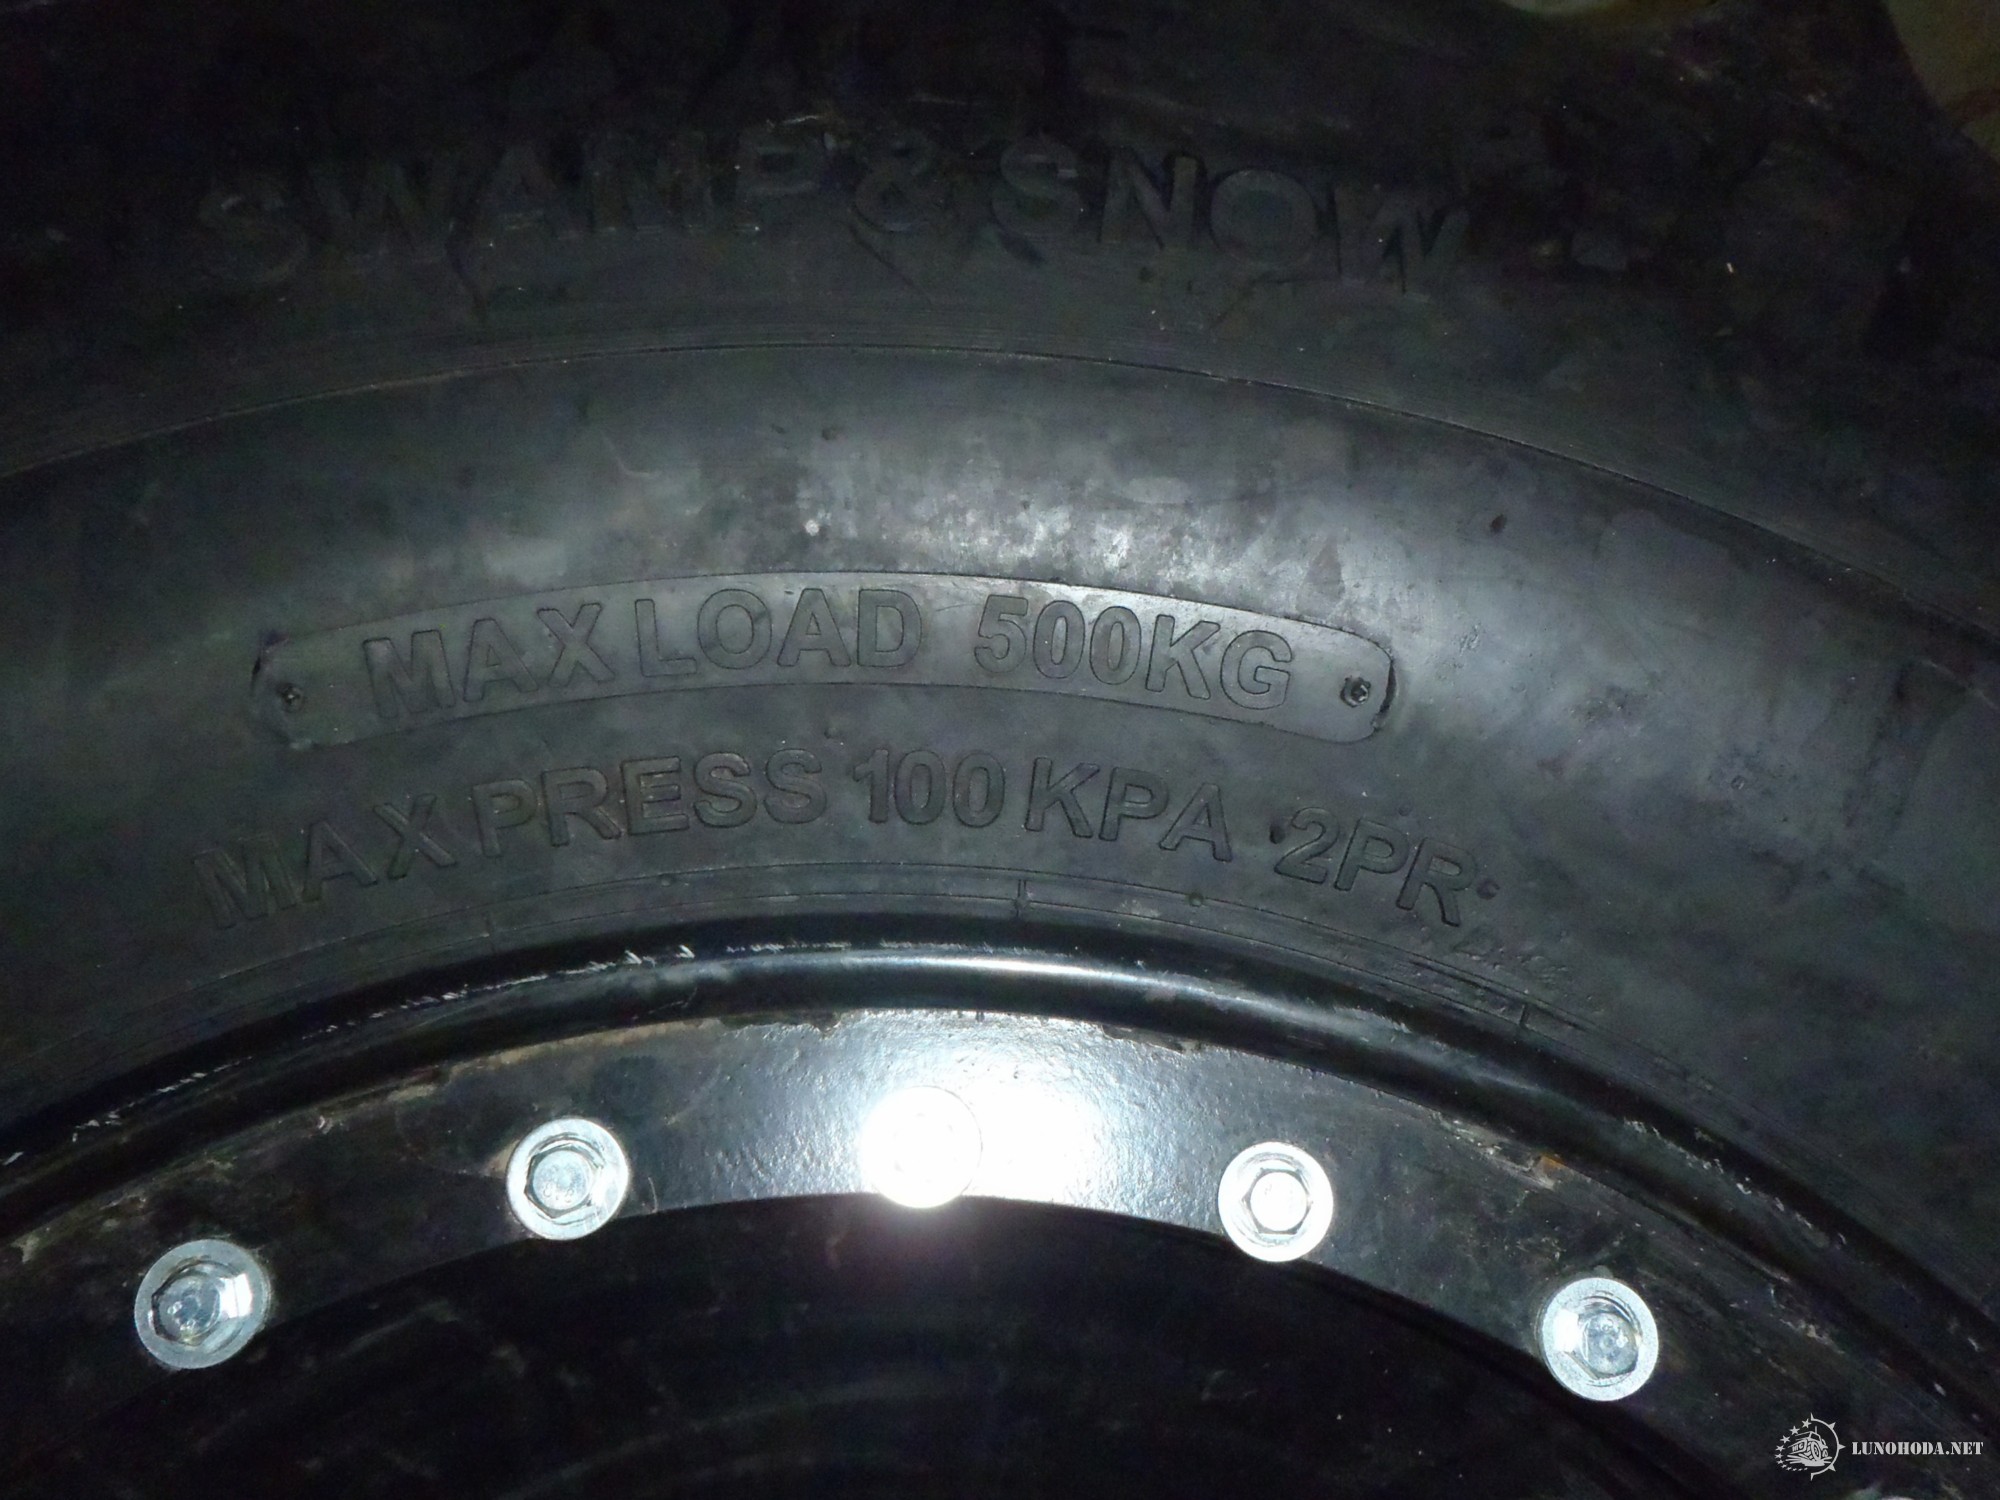 SWAMP & SNOW
MAX LOAD 500KG
MAX PRESS 100 KPA 2PR
LUNOHODA.NET